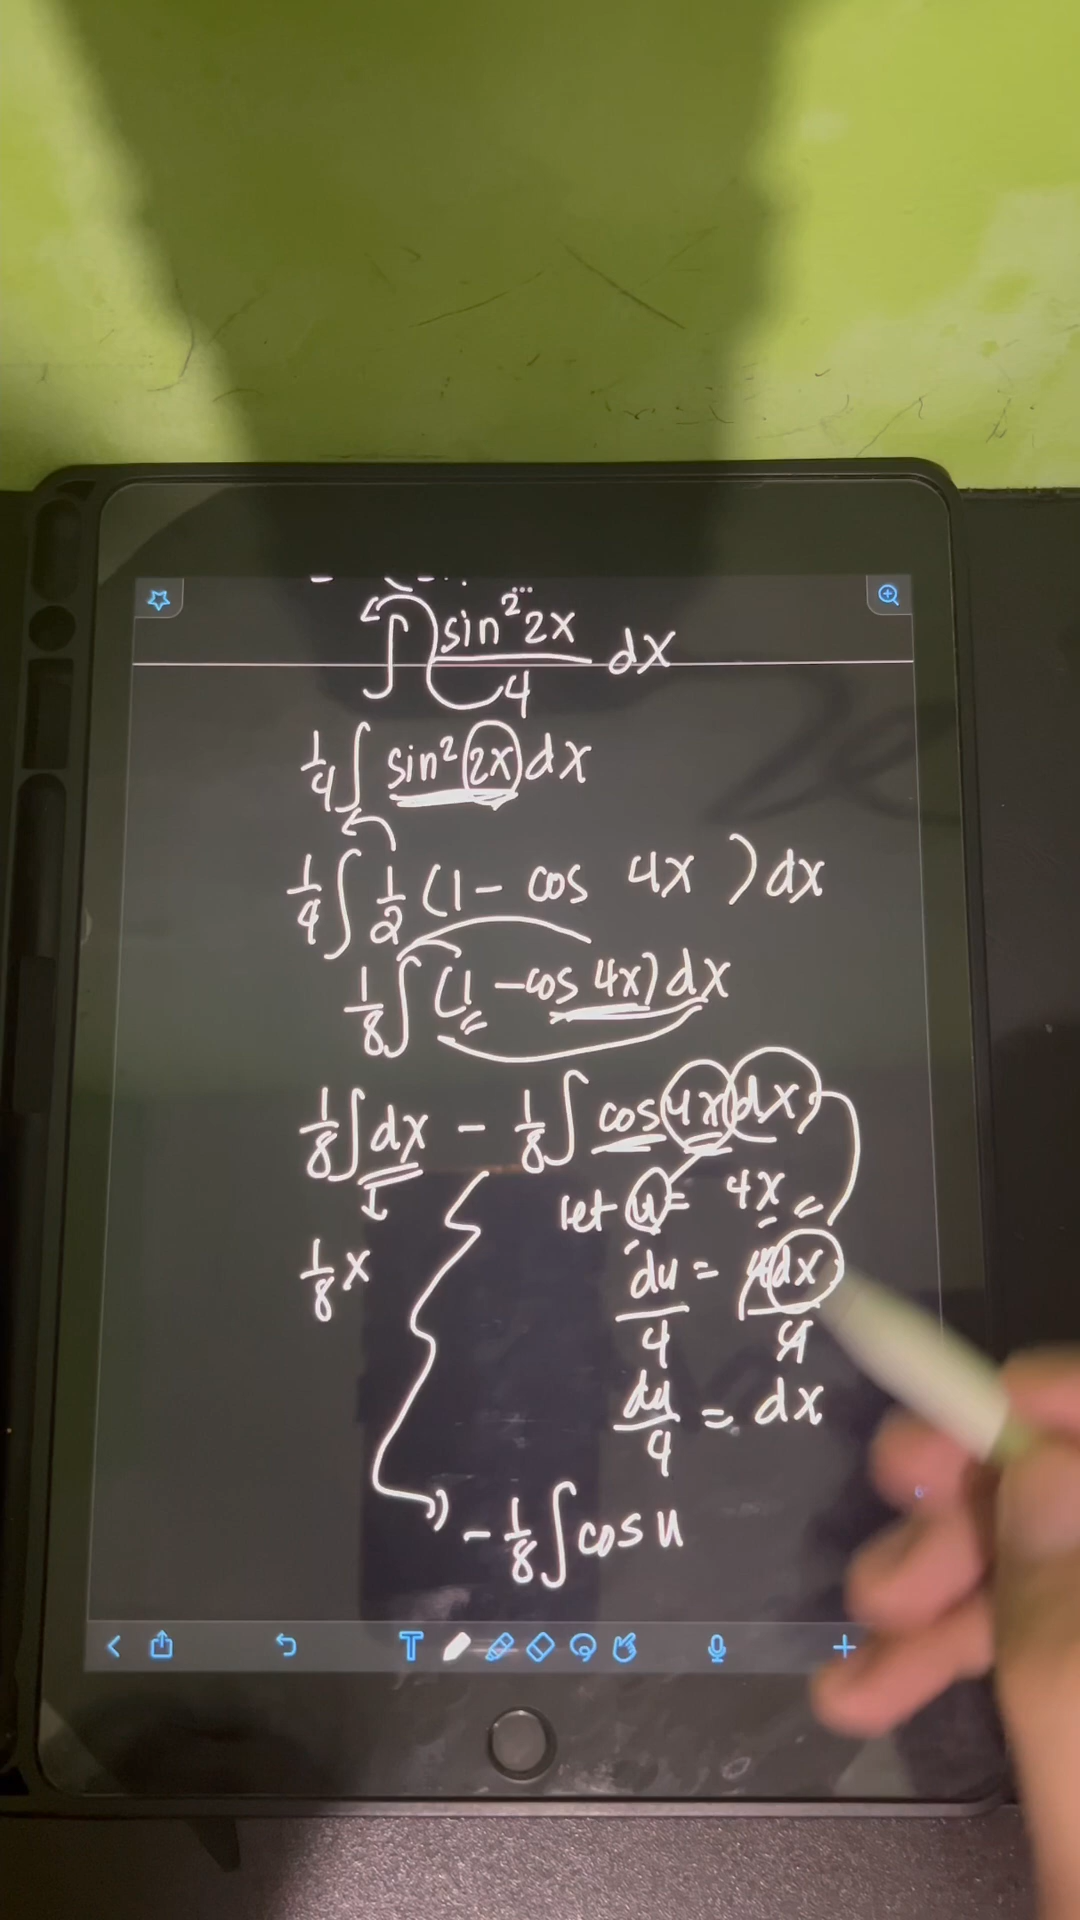 ∫ sin²2x/4 dx
1/4 ∫ sin² 2x dx
1/4 ∫ 1/2 (1 - cos 4x ) dx
1/8 ∫ (1 - cos 4x) dx
1/8 ∫ dx - 1/8 ∫ cos 4x dx
let u = 4x
1/8 x
du/4 = 4dx/4
du/4 = dx
- 1/8 ∫ cos u
T